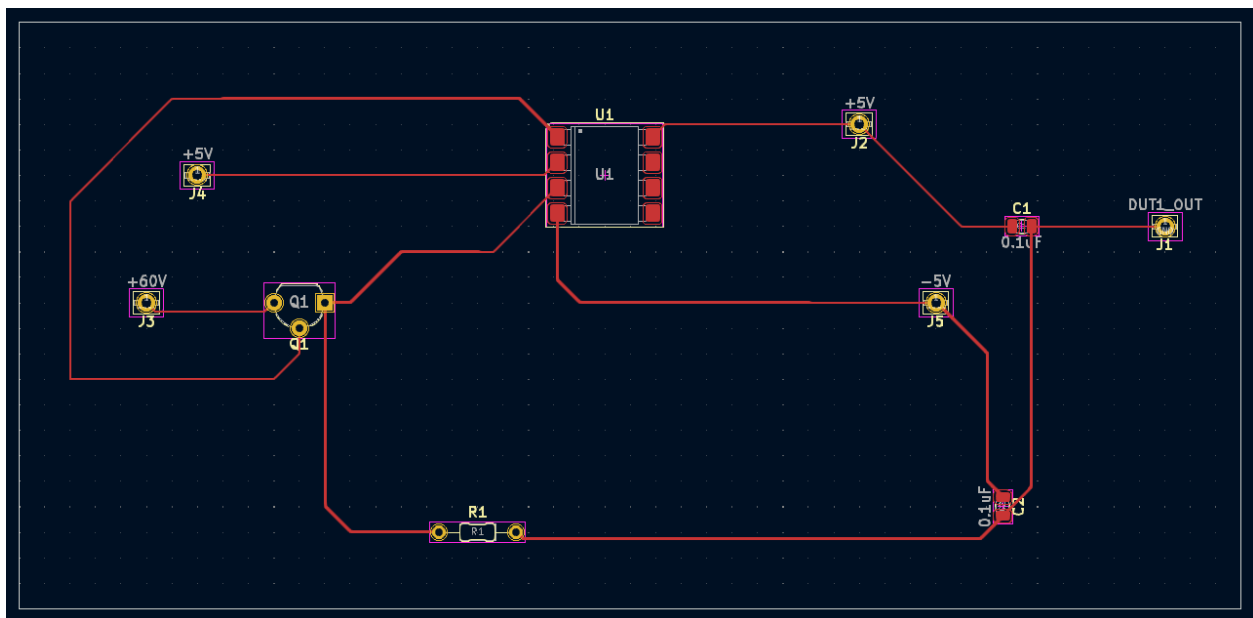 U1
+5V
J2
+5V
J4
U1
DUT1_OUT
C1
0.1uF
J1
+60V
J3
Q1
Q1
-5V
J5
R1
R1
0.1uF
C2